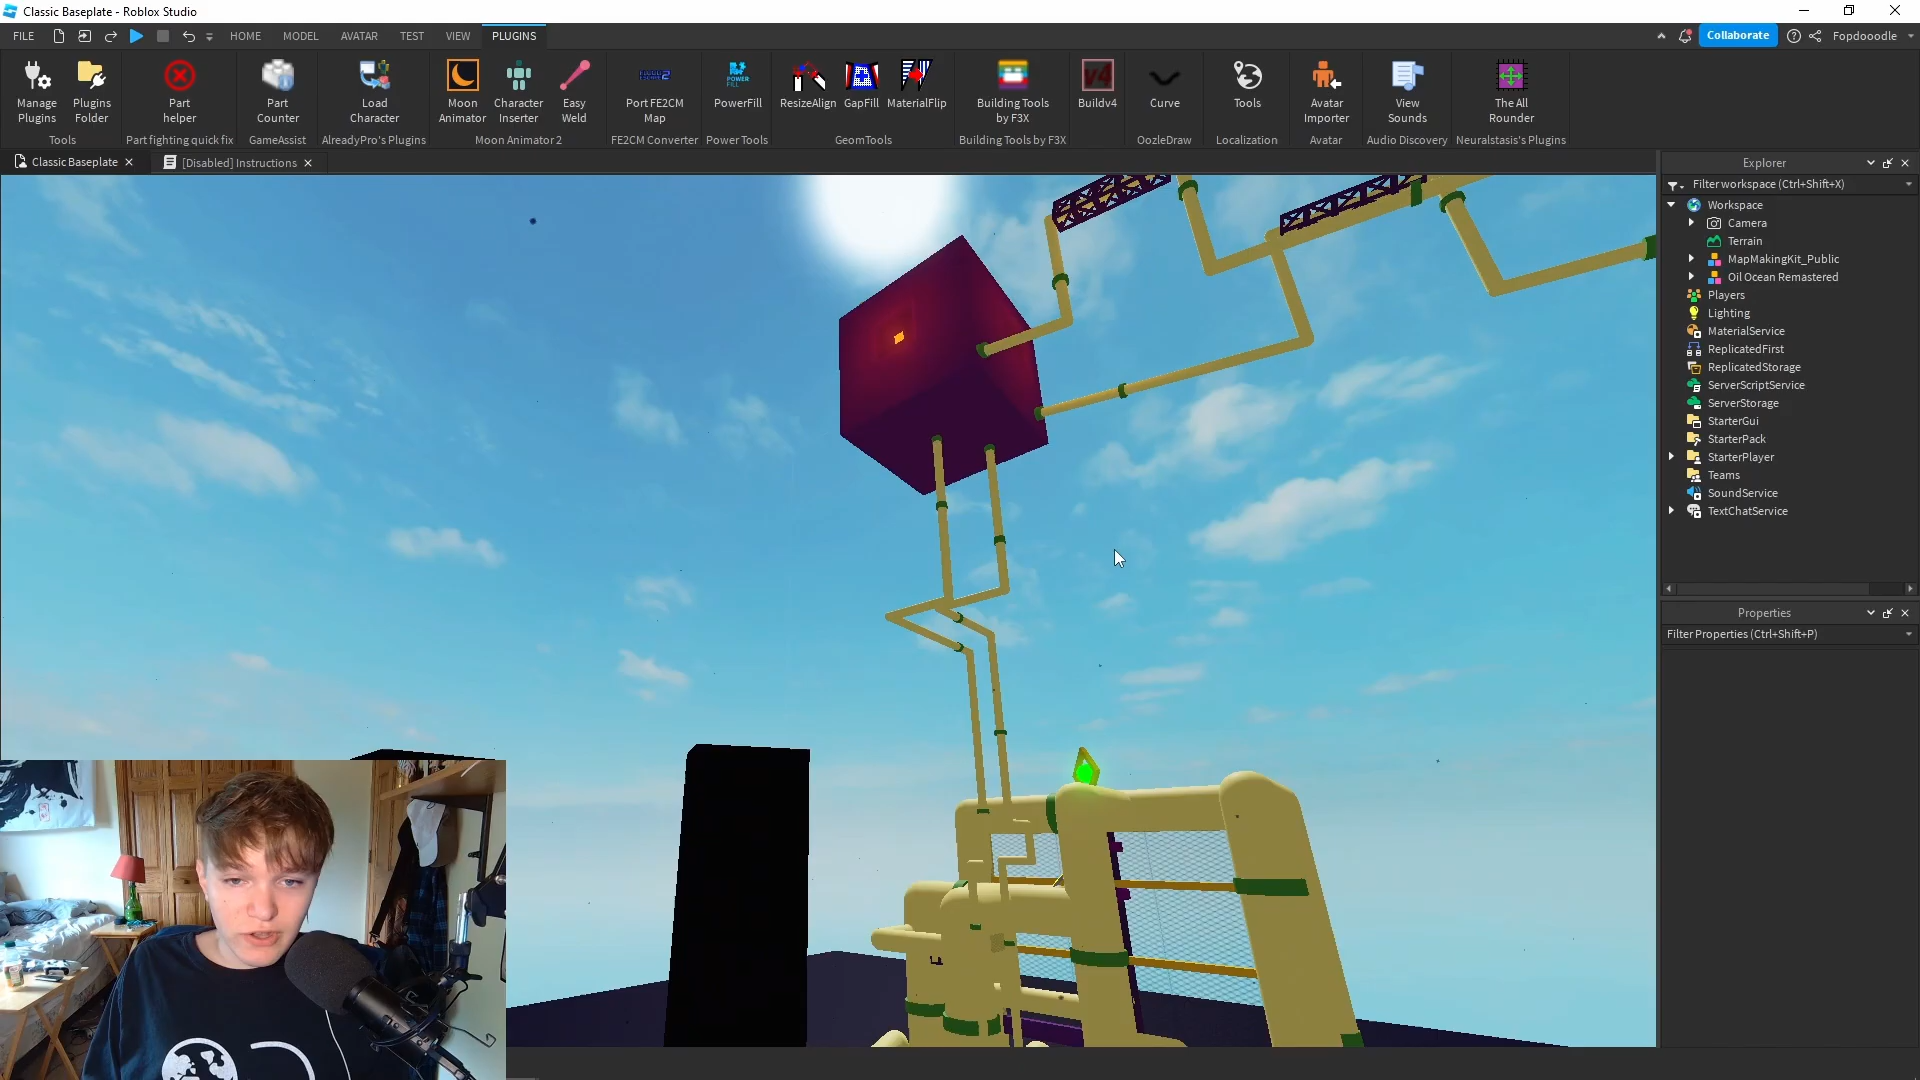 Classic Baseplate - Roblox Studio
FILE HOME MODEL AVATAR TEST VIEW PLUGINS Collaborate Fopdooodle
Manage Plugins
Plugins Folder
Tools
Part helper
Part fighting quick fix
Part Counter
GameAssist
Load Character
AlreadyPro's Plugins
Moon Animator
Character Inserter
Easy Weld
Moon Animator 2
Port FE2CM Map
FE2CM Converter
POWER FILL
PowerFill
Power Tools
ResizeAlign
GapFill
MaterialFlip
GeomTools
Building Tools by F3X
Building Tools by F3X
v4
Buildv4
Curve
OozleDraw
Tools
Localization
Avatar Importer
Avatar
View Sounds
Audio Discovery
The All Rounder
Neuralstasis's Plugins
Classic Baseplate
[Disabled] Instructions
Explorer
Filter workspace (Ctrl+Shift+X)
Workspace
Camera
Terrain
MapMakingKit_Public
Oil Ocean Remastered
Players
Lighting
MaterialService
ReplicatedFirst
ReplicatedStorage
ServerScriptService
ServerStorage
StarterGui
StarterPack
StarterPlayer
Teams
SoundService
TextChatService
Properties
Filter Properties (Ctrl+Shift+P)